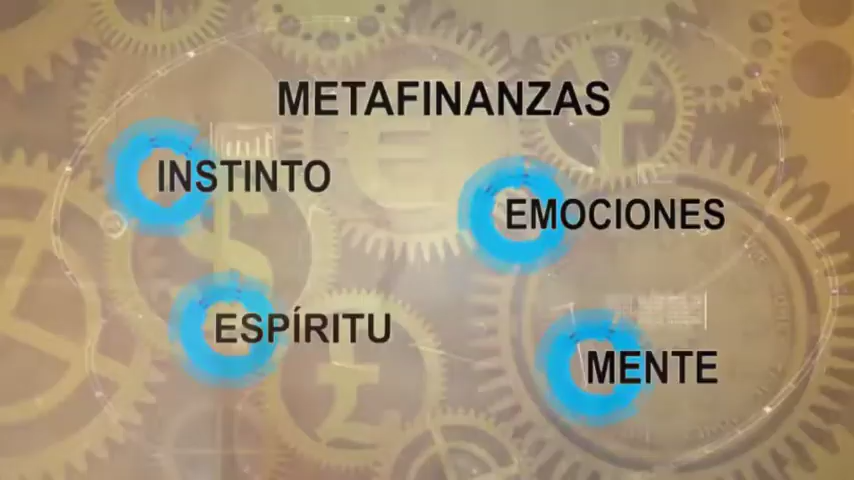 METAFINANZAS
INSTINTO
EMOCIONES
ESPÍRITU
MENTE